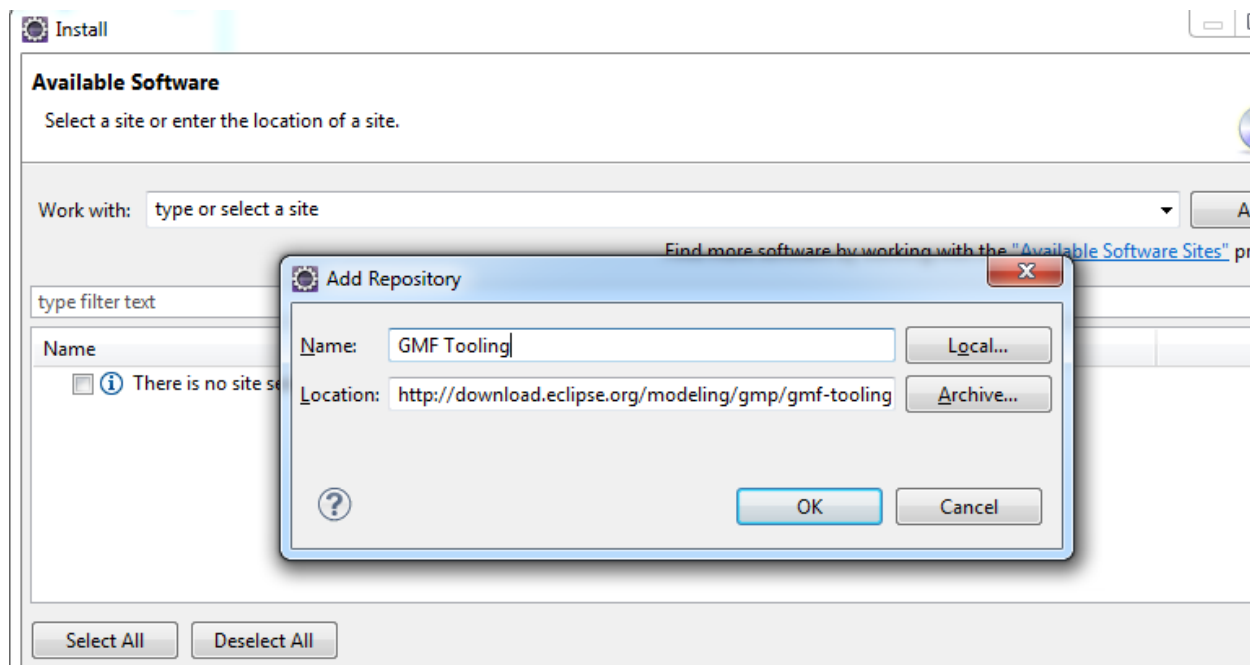 Install
Available Software
Select a site or enter the location of a site.
Work with: type or select a site
Find more software by working with the "Available Software Sites"
Add Repository
type filter text
Name: GMF Tooling Local...
Name
There is no site
Location: http://download.eclipse.org/modeling/gmp/gmf-tooling Archive...
OK Cancel
Select All Deselect All